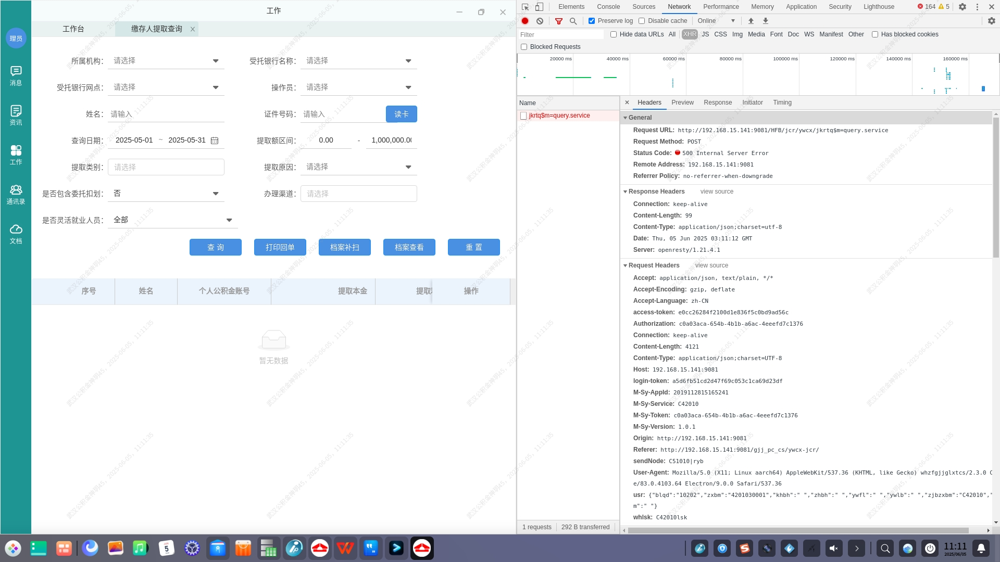 工作
工作台
缴存人提取查询
理员
消息
资讯
工作
通讯录
文档
所属机构：
请选择
受托银行名称：
请选择
受托银行网点：
请选择
操作员：
请选择
姓名：
请输入
证件号码：
请输入
读卡
查询日期：
2025-05-01 ~ 2025-05-31
提取额区间：
0.00 - 1,000,000.00
提取类别：
请选择
提取原因：
请选择
是否包含委托扣划：
否
办理渠道：
请选择
是否灵活就业人员：
全部
查 询
打印回单
档案补扫
档案查看
重 置
序号
姓名
个人公积金账号
提取本金
提取
操作
暂无数据
Elements Console Sources Network Performance Memory Application Security Lighthouse 164 5
Preserve log Disable cache Online
Filter Hide data URLs All XHR JS CSS Img Media Font Doc WS Manifest Other Has blocked cookies
Blocked Requests
20000 ms 40000 ms 60000 ms 80000 ms 100000 ms 120000 ms 140000 ms 160000 ms
Name
jkrtq$m=query.service
Headers Preview Response Initiator Timing
General
Request URL: http://192.168.15.141:9081/HFB/jcr/ywcx/jkrtq$m=query.service
Request Method: POST
Status Code: 500 Internal Server Error
Remote Address: 192.168.15.141:9081
Referrer Policy: no-referrer-when-downgrade
Response Headers view source
Connection: keep-alive
Content-Length: 99
Content-Type: application/json;charset=utf-8
Date: Thu, 05 Jun 2025 03:11:12 GMT
Server: openresty/1.21.4.1
Request Headers view source
Accept: application/json, text/plain, */*
Accept-Encoding: gzip, deflate
Accept-Language: zh-CN
access-token: e0cc26284f2100d1e836f5c0bd9ad56c
Authorization: c0a03aca-654b-4b1b-a6ac-4eeefd7c1376
Connection: keep-alive
Content-Length: 4121
Content-Type: application/json;charset=UTF-8
Host: 192.168.15.141:9081
login-token: a5d6fb51cd2d47f69c053c1ca69d23df
M-Sy-AppId: 2019112815165241
M-Sy-Service: C42010
M-Sy-Token: c0a03aca-654b-4b1b-a6ac-4eeefd7c1376
M-Sy-Version: 1.0.1
Origin: http://192.168.15.141:9081
Referer: http://192.168.15.141:9081/gjj_pc_cs/ywcx-jcr/
sendNode: C51010|ryb
User-Agent: Mozilla/5.0 (X11; Linux aarch64) AppleWebKit/537.36 (KHTML, like Gecko) whzfgjjglxtcs/2.3.0 C
e/83.0.4103.64 Electron/9.0.0 Safari/537.36
usr: {"blqd":"10202","zxbm":"4201030001","khbh":" ","zhbh":" ","ywfl":" ","ywlb":" ","zjbzxbm":"C42010","
m":" "}
whlsk: C42010lsk
1 requests 292 B transferred
5
11:11
2025/06/05